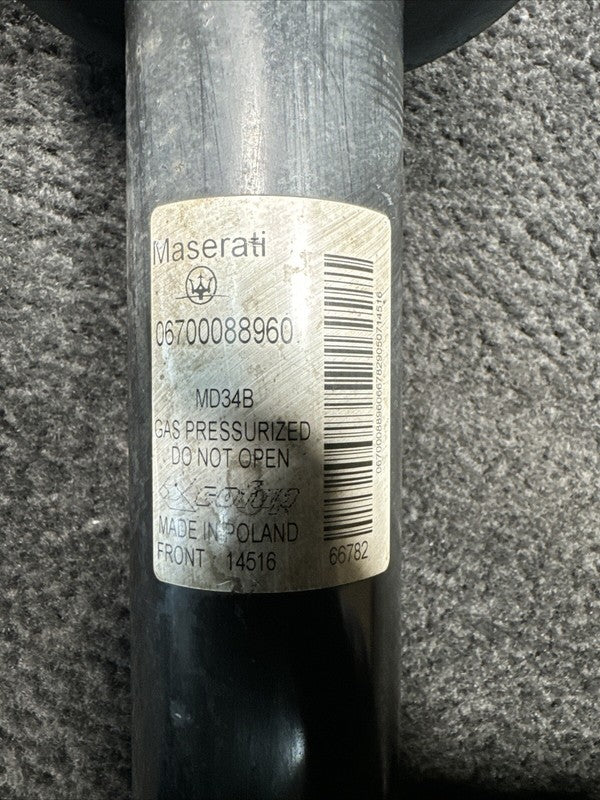 Maserati
06700088960
MD34B
GAS PRESSURIZED
DO NOT OPEN
MADE IN POLAND
FRONT 14516
66782